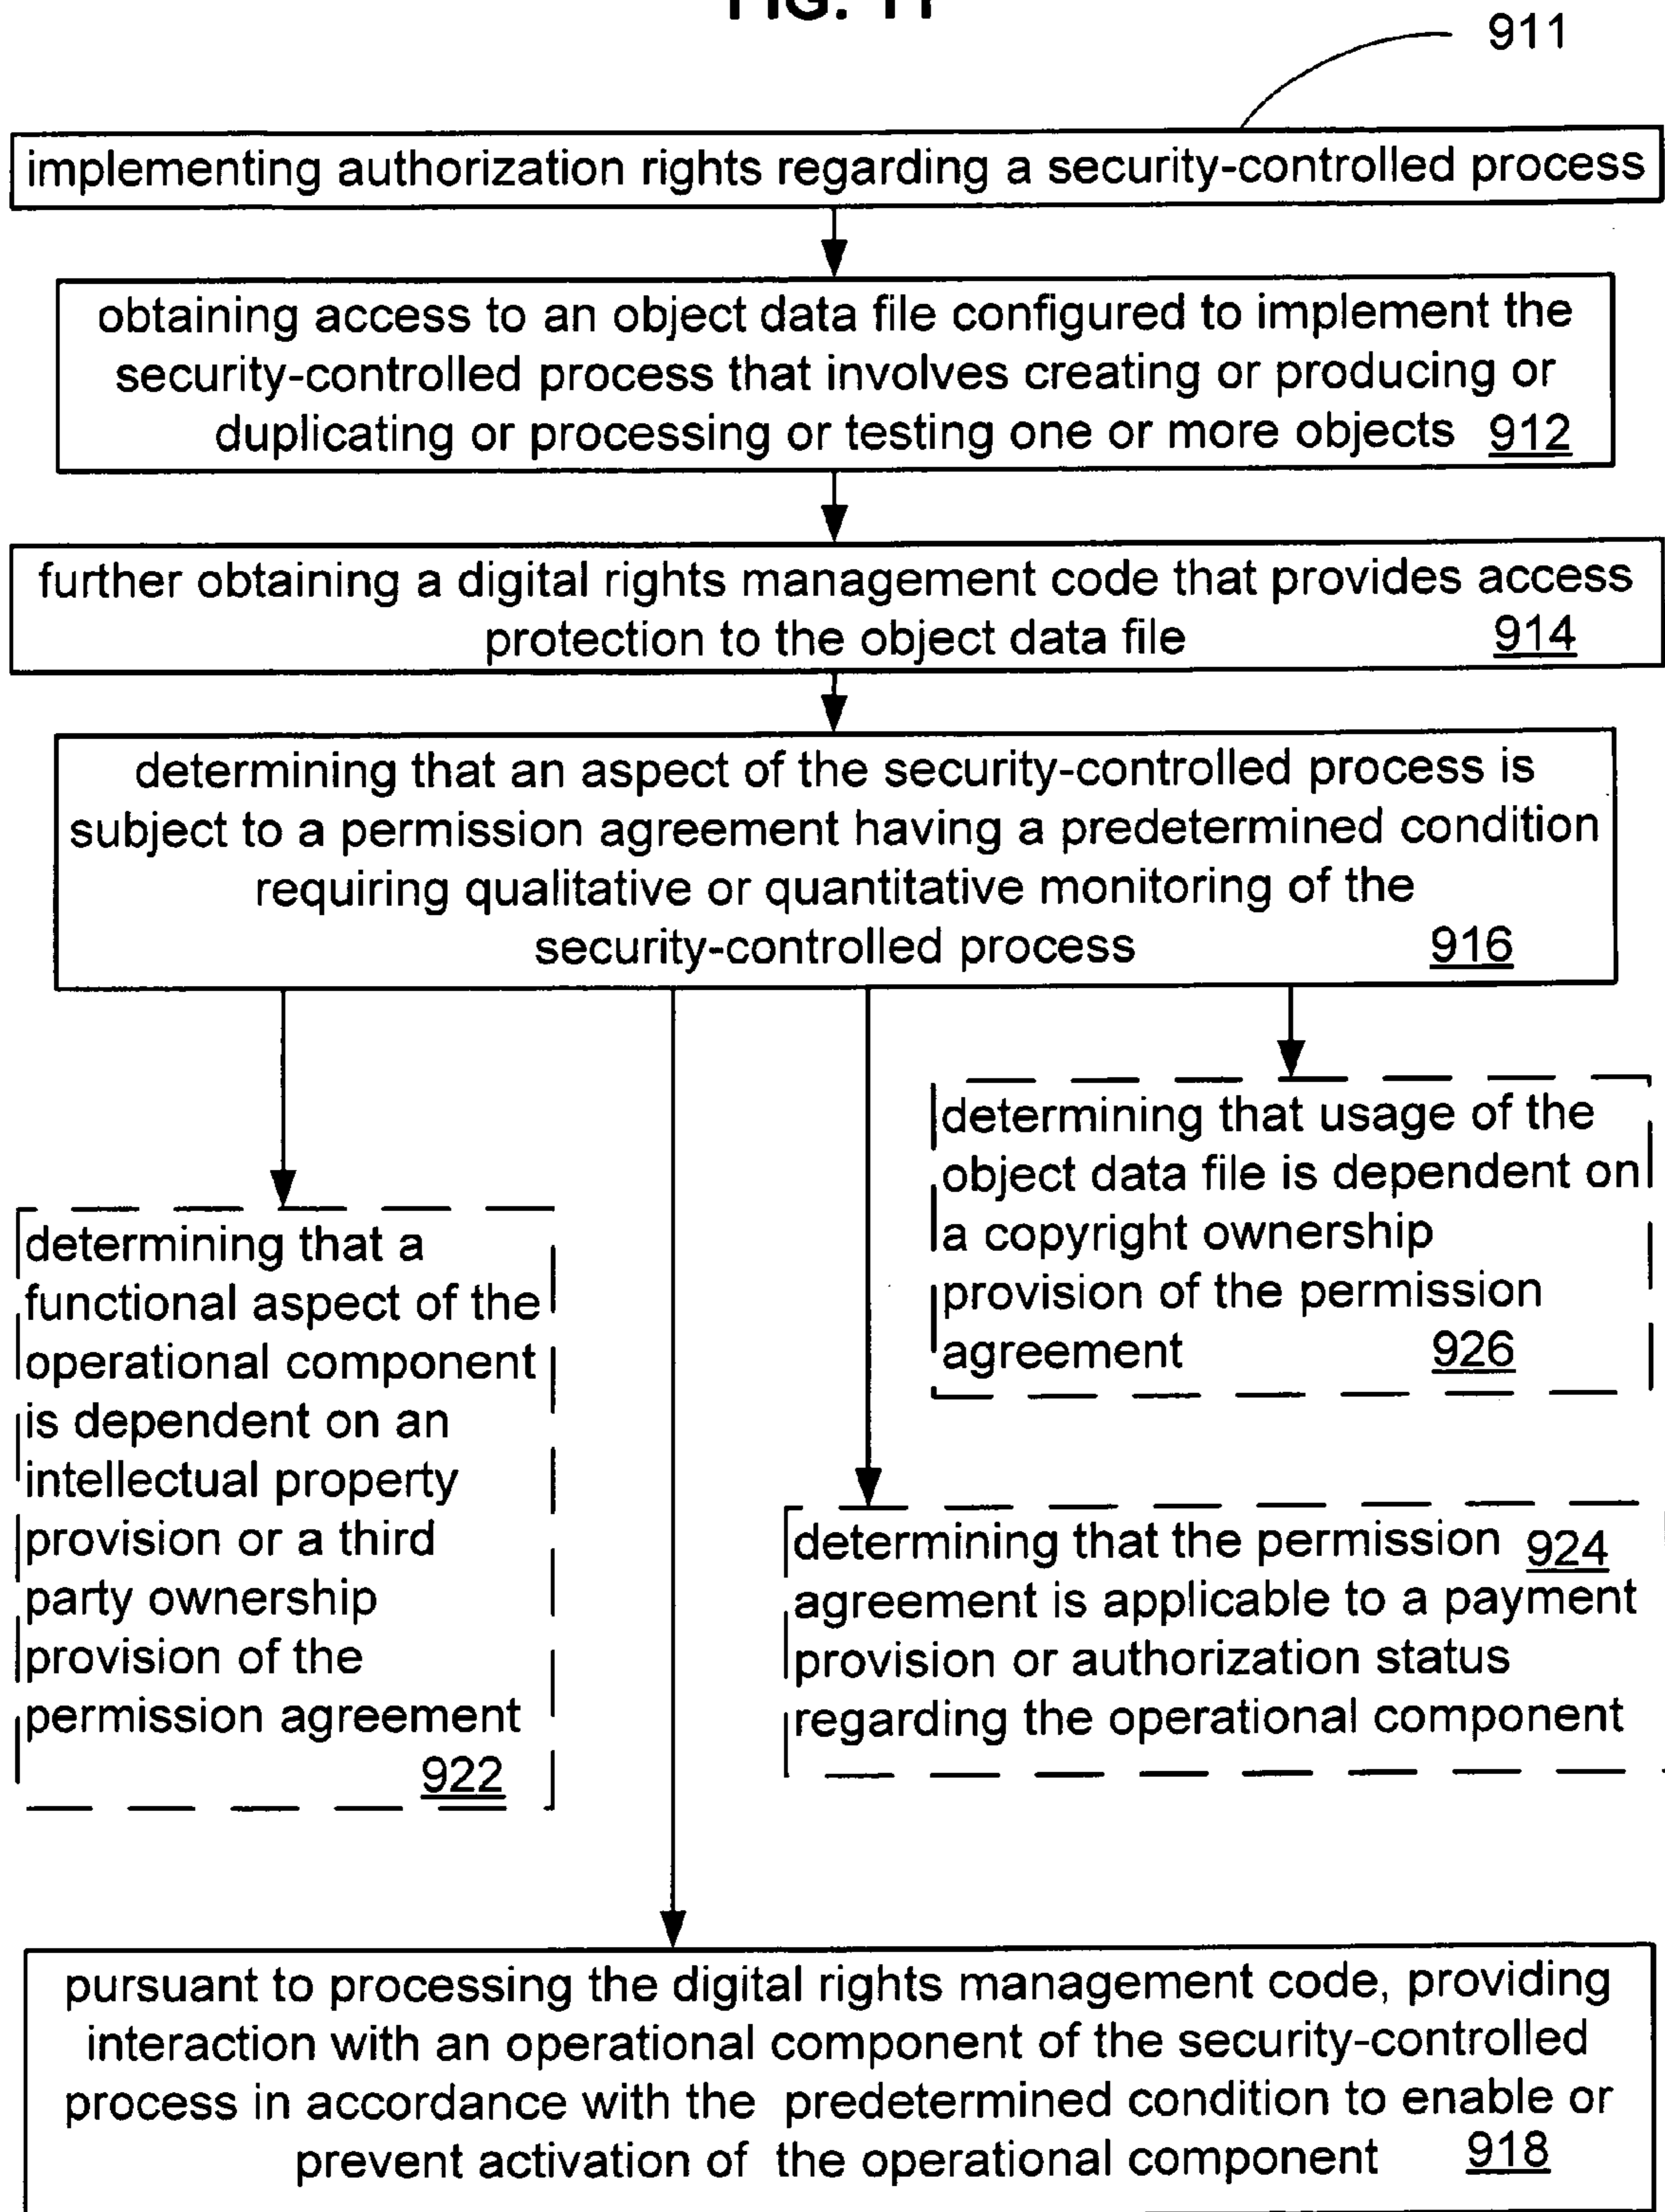 FIG. 11
911
implementing authorization rights regarding a security-controlled process
obtaining access to an object data file configured to implement the
security-controlled process that involves creating or producing or
duplicating or processing or testing one or more objects 912
further obtaining a digital rights management code that provides access
protection to the object data file 914
determining that an aspect of the security-controlled process is
subject to a permission agreement having a predetermined condition
requiring qualitative or quantitative monitoring of the
security-controlled process 916
determining that usage of the
object data file is dependent on
a copyright ownership
provision of the permission
agreement 926
determining that a
functional aspect of the
operational component
is dependent on an
intellectual property
provision or a third
party ownership
provision of the
permission agreement
922
determining that the permission 924
agreement is applicable to a payment
provision or authorization status
regarding the operational component
pursuant to processing the digital rights management code, providing
interaction with an operational component of the security-controlled
process in accordance with the predetermined condition to enable or
prevent activation of the operational component 918